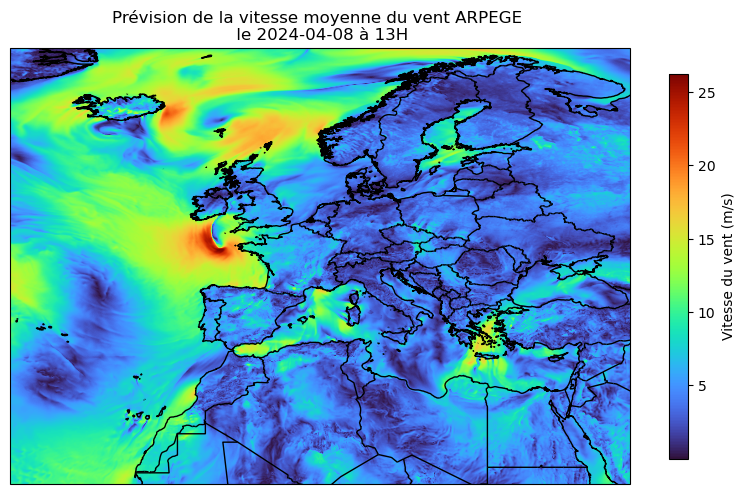 Prévision de la vitesse moyenne du vent ARPEGE
le 2024-04-08 à 13H
25
20
15
10
5
Vitesse du vent (m/s)